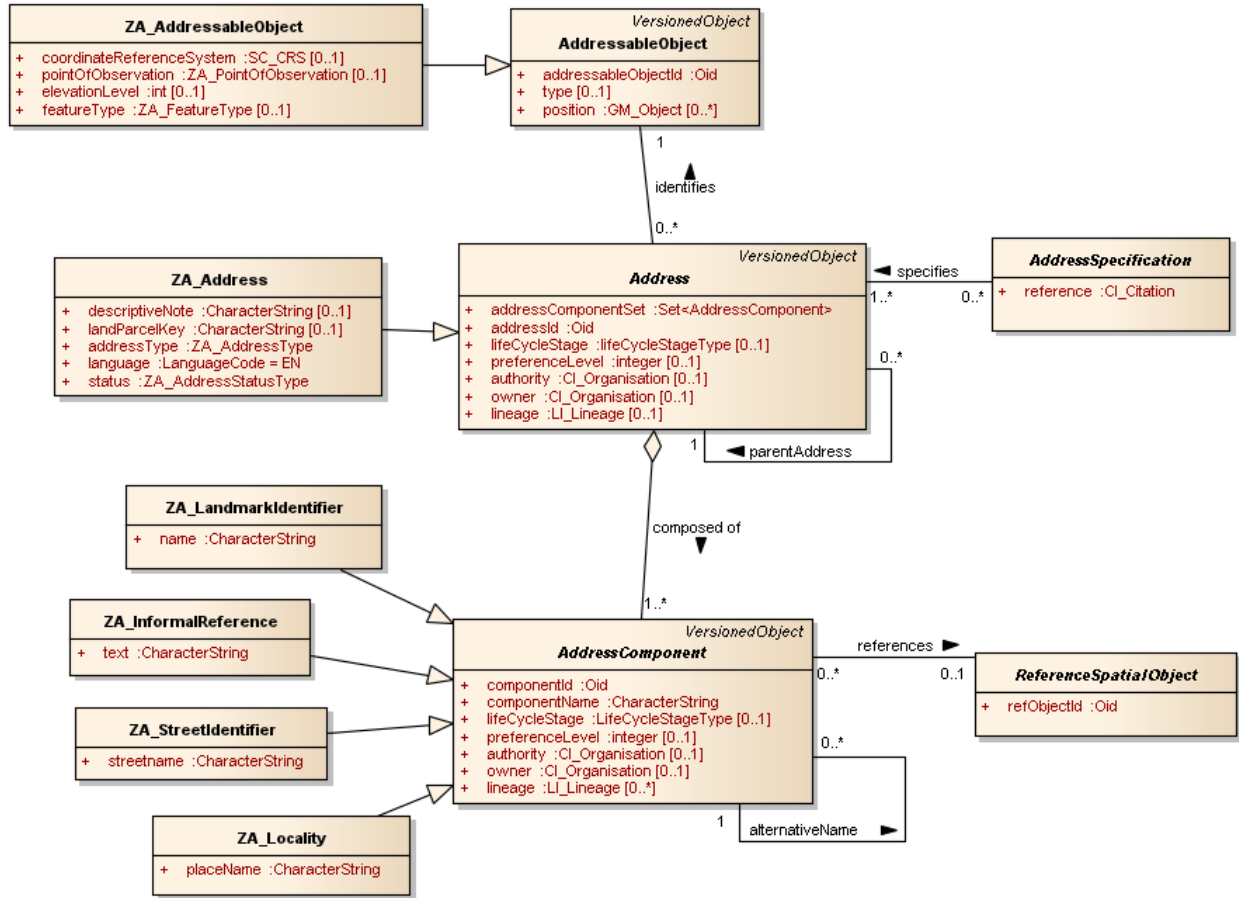 ZA_AddressableObject
+ coordinateReferenceSystem :SC_CRS [0..1]
+ pointOfObservation :ZA_PointOfObservation [0..1]
+ elevationLevel :int [0..1]
+ featureType :ZA_FeatureType [0..1]
VersionedObject
AddressableObject
+ addressableObjectId :Oid
+ type [0..1]
+ position :GM_Object [0..*]
1
identifies
0..*
ZA_Address
+ descriptiveNote :CharacterString [0..1]
+ landParcelKey :CharacterString [0..1]
+ addressType :ZA_AddressType
+ language :LanguageCode = EN
+ status :ZA_AddressStatusType
VersionedObject
Address
+ addressComponentSet :Set<AddressComponent>
+ addressId :Oid
+ lifeCycleStage :lifeCycleStageType [0..1]
+ preferenceLevel :integer [0..1]
+ authority :CI_Organisation [0..1]
+ owner :CI_Organisation [0..1]
+ lineage :LI_Lineage [0..1]
specifies
1..*
0..*
AddressSpecification
+ reference :CI_Citation
0..*
1
parentAddress
composed of
1..*
ZA_LandmarkIdentifier
+ name :CharacterString
ZA_InformalReference
+ text :CharacterString
ZA_StreetIdentifier
+ streetname :CharacterString
ZA_Locality
+ placeName :CharacterString
VersionedObject
AddressComponent
+ componentId :Oid
+ componentName :CharacterString
+ lifeCycleStage :LifeCycleStageType [0..1]
+ preferenceLevel :integer [0..1]
+ authority :CI_Organisation [0..1]
+ owner :CI_Organisation [0..1]
+ lineage :LI_Lineage [0..*]
references
0..*
0..1
ReferenceSpatialObject
+ refObjectId :Oid
0..*
1
alternativeName